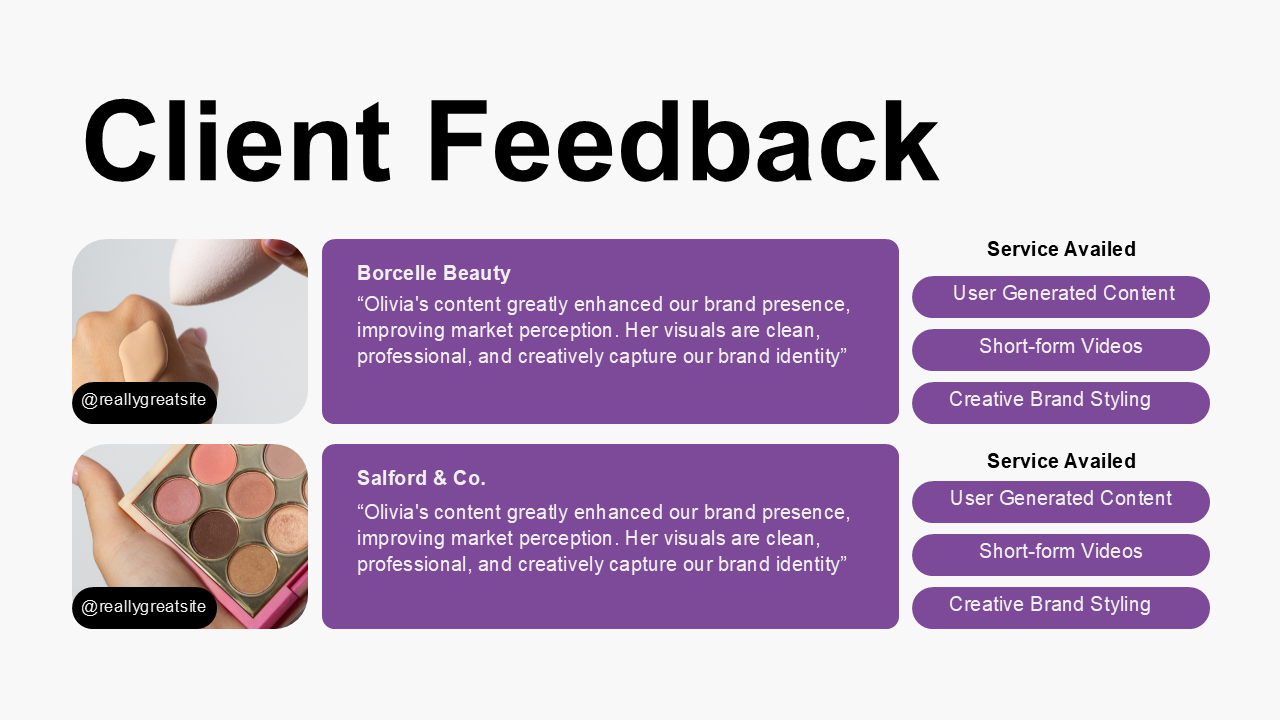 Client Feedback
Borcelle Beauty
“Olivia's content greatly enhanced our brand presence,
improving market perception. Her visuals are clean,
professional, and creatively capture our brand identity”
@reallygreatsite
Service Availed
User Generated Content
Short-form Videos
Creative Brand Styling
Salford & Co.
“Olivia's content greatly enhanced our brand presence,
improving market perception. Her visuals are clean,
professional, and creatively capture our brand identity”
@reallygreatsite
Service Availed
User Generated Content
Short-form Videos
Creative Brand Styling